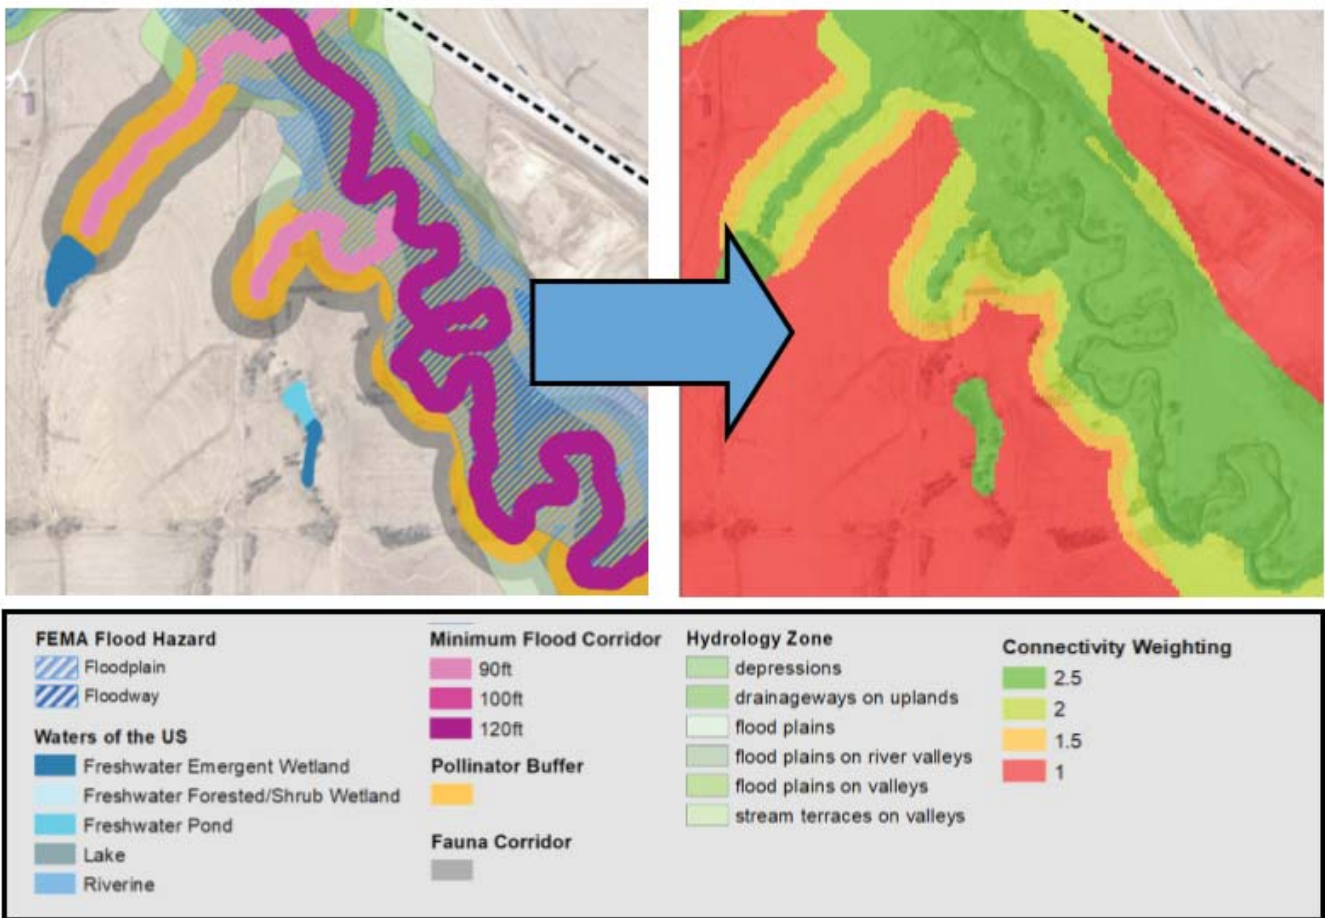 FEMA Flood Hazard
Floodplain
Floodway
Waters of the US
Freshwater Emergent Wetland
Freshwater Forested/Shrub Wetland
Freshwater Pond
Lake
Riverine
Minimum Flood Corridor
90ft
100ft
120ft
Pollinator Buffer
Fauna Corridor
Hydrology Zone
depressions
drainageways on uplands
flood plains
flood plains on river valleys
flood plains on valleys
stream terraces on valleys
Connectivity Weighting
2.5
2
1.5
1